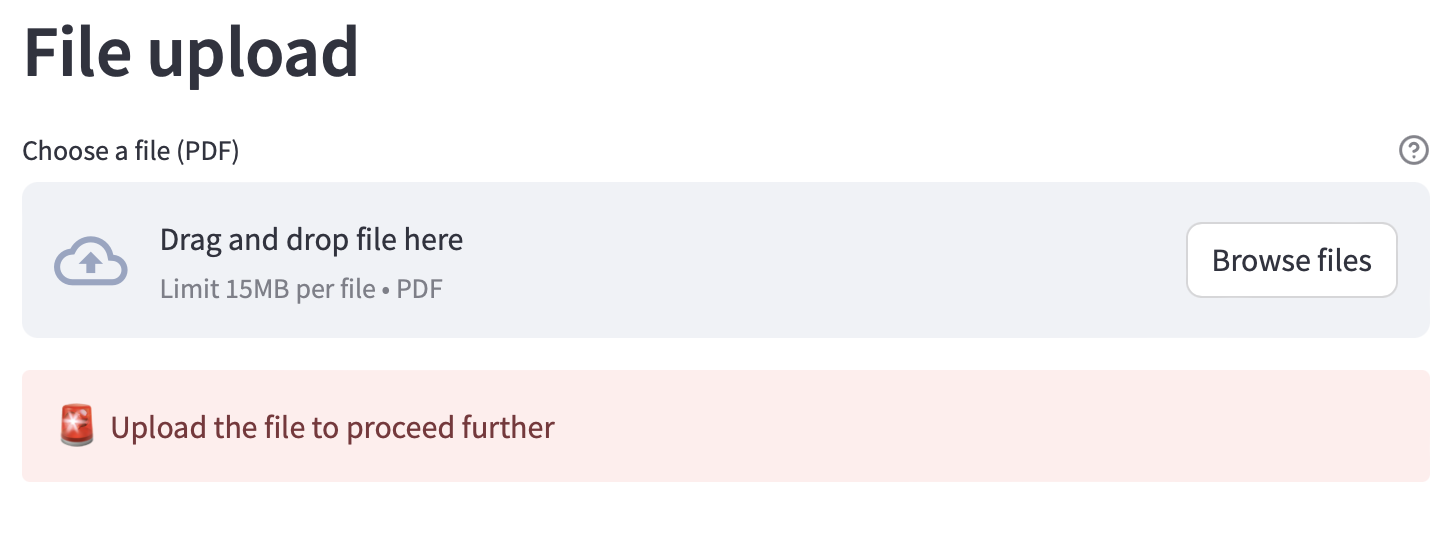 File upload
Choose a file (PDF)
Drag and drop file here
Limit 15MB per file • PDF
Browse files
Upload the file to proceed further